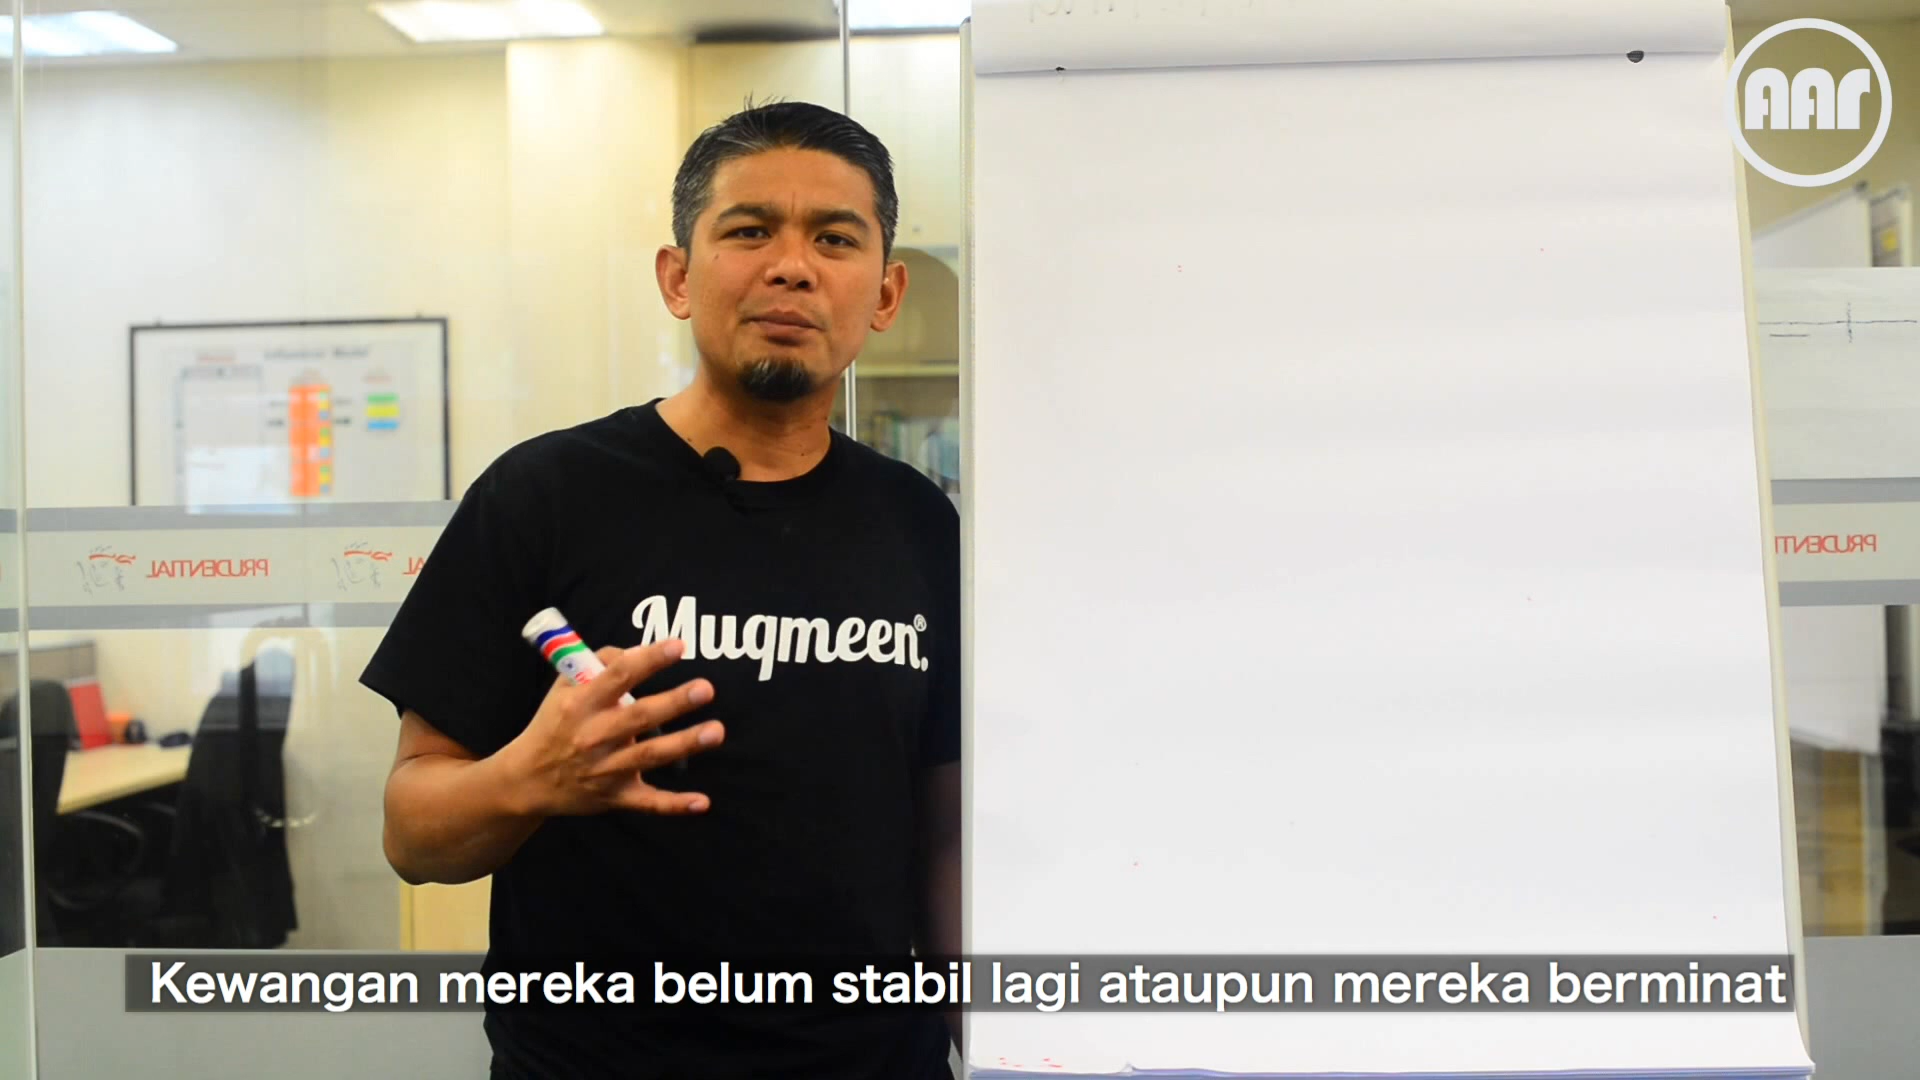 AAr
PRUDENTIAL
PRUDENTIAL
Muqmeen.®
Kewangan mereka belum stabil lagi ataupun mereka berminat